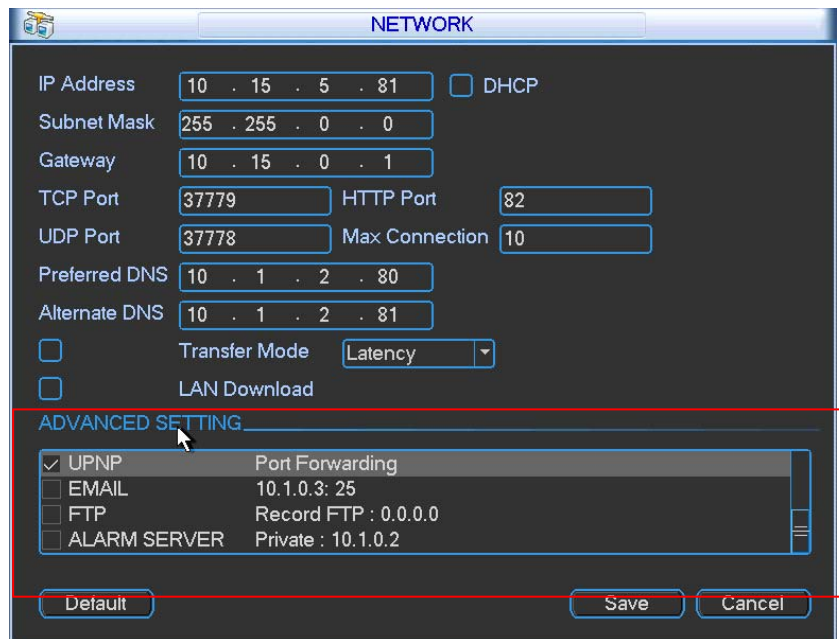 NETWORK
IP Address 10 . 15 . 5 . 81 DHCP
Subnet Mask 255 . 255 . 0 . 0
Gateway 10 . 15 . 0 . 1
TCP Port 37779 HTTP Port 82
UDP Port 37778 Max Connection 10
Preferred DNS 10 . 1 . 2 . 80
Alternate DNS 10 . 1 . 2 . 81
Transfer Mode Latency
LAN Download
ADVANCED SETTING
UPNP Port Forwarding
EMAIL 10.1.0.3: 25
FTP Record FTP : 0.0.0.0
ALARM SERVER Private : 10.1.0.2
Default Save Cancel